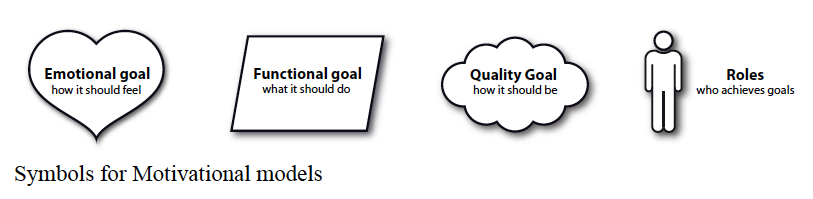 Emotional goal
how it should feel
Functional goal
what it should do
Quality Goal
how it should be
Roles
who achieves goals
Symbols for Motivational models